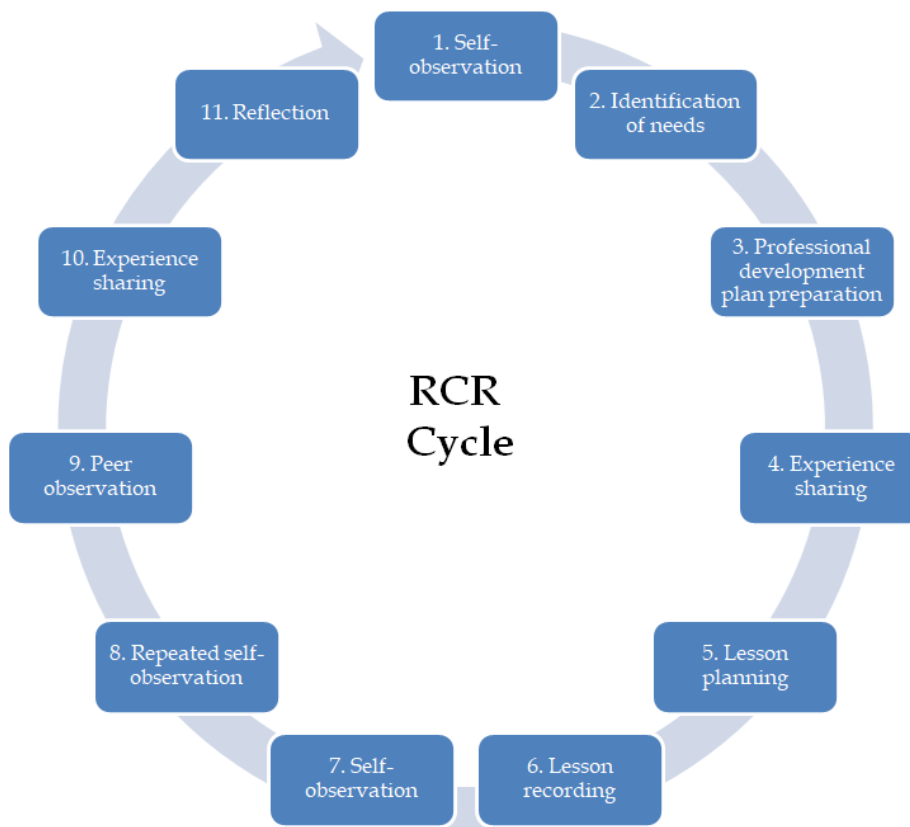 1. Self-
observation
2. Identification
of needs
3. Professional
development
plan preparation
4. Experience
sharing
5. Lesson
planning
6. Lesson
recording
7. Self-
observation
8. Repeated self-
observation
9. Peer
observation
10. Experience
sharing
11. Reflection
RCR
Cycle